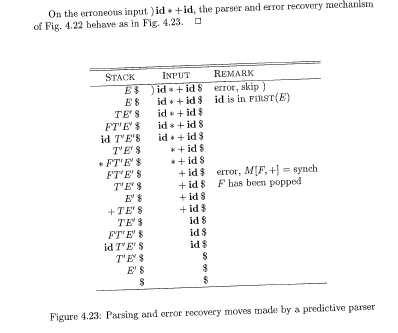 On the erroneous input ) id * + id, the parser and error recovery mechanism
of Fig. 4.22 behave as in Fig. 4.23. □
STACK INPUT REMARK
E $ ) id * + id $ error, skip )
E $ id * + id $ id is in FIRST(E)
TE' $ id * + id $
FT'E' $ id * + id $
id T'E'$ id * + id $
T'E' $ * + id $
* FT'E' $ * + id $
FT'E' $ + id $ error, M[F, +] = synch
T'E' $ + id $ F has been popped
E' $ + id $
+ TE' $ + id $
TE' $ id $
FT'E' $ id $
id T'E' $ id $
T'E' $ $
E' $ $
$ $
Figure 4.23: Parsing and error recovery moves made by a predictive parser